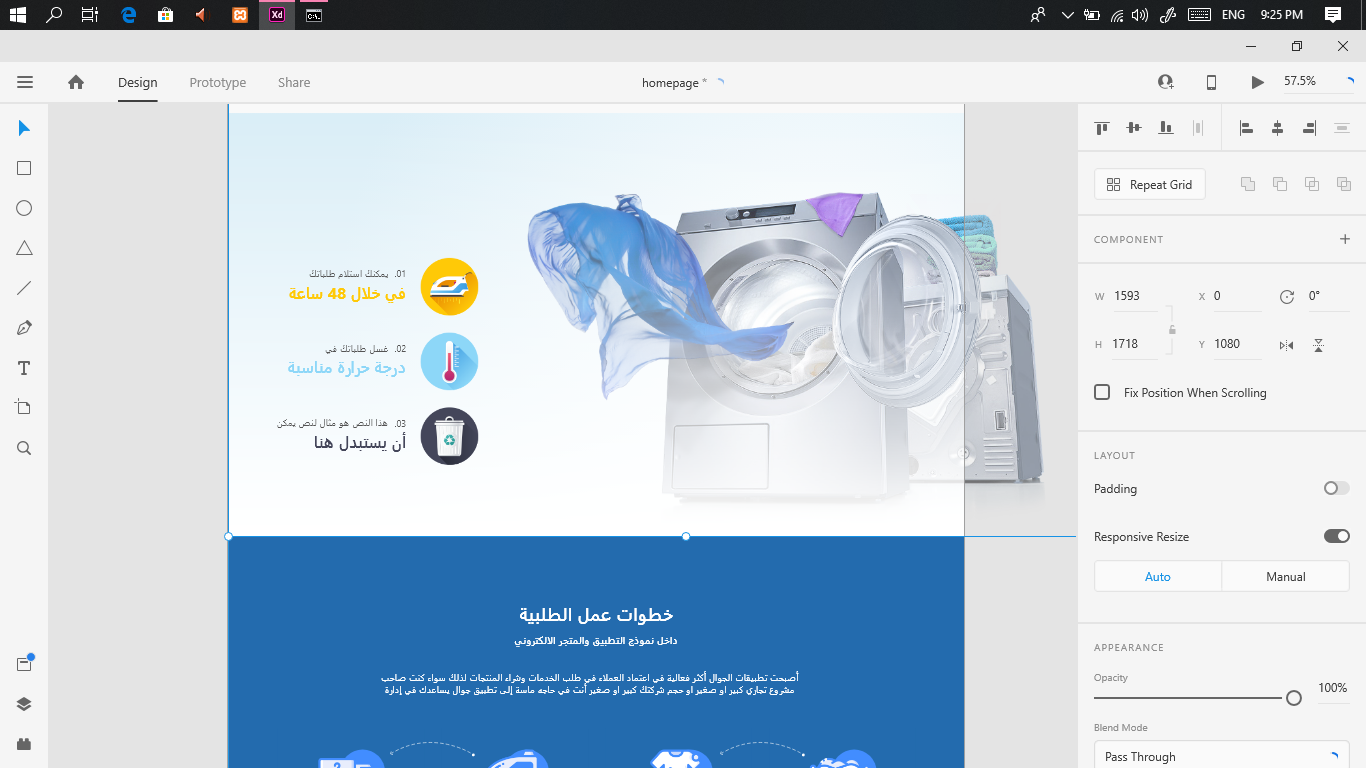 ENG
9:25 PM
Design
Prototype
Share
homepage *
57.5%
Xd
C:\.
Repeat Grid
COMPONENT
W 1593
X 0
0°
H 1718
Y 1080
Fix Position When Scrolling
LAYOUT
Padding
Responsive Resize
Auto
Manual
APPEARANCE
Opacity
100%
Blend Mode
Pass Through
01. يمكنك استلام طلباتك
في خلال 48 ساعة
02. غسل طلباتك في
درجة حرارة مناسبة
03. هذا النص هو مثال لنص يمكن
أن يستبدل هنا
خطوات عمل الطلبية
داخل نموذج التطبيق والمتجر الالكتروني
أصبحت تطبيقات الجوال أكثر فعالية في اعتماد العملاء في طلب الخدمات وشراء المنتجات لذلك سواء كنت صاحب
مشروع تجاري كبير او صغير او حجم شركتك كبير او صغير أنت في حاجه ماسة إلى تطبيق جوال يساعدك في إدارة
?